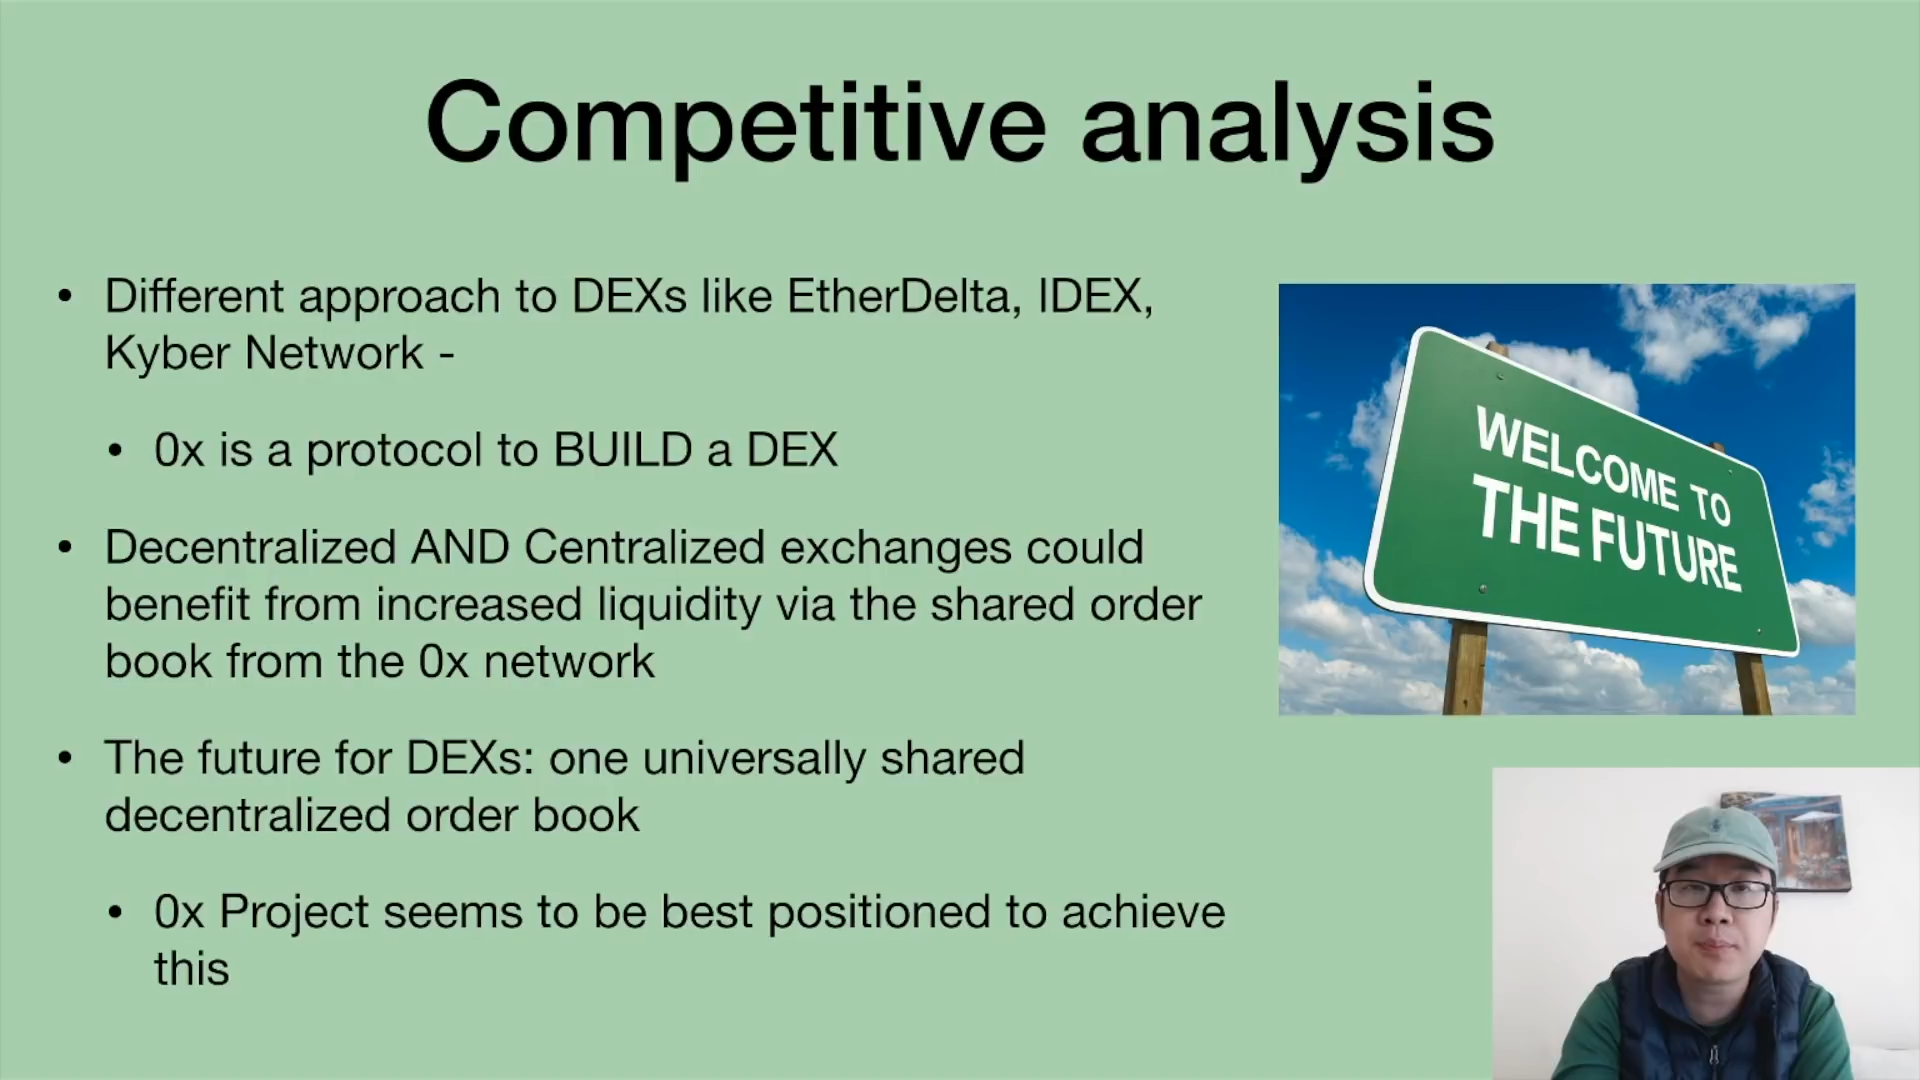 Competitive analysis
• Different approach to DEXs like EtherDelta, IDEX,
Kyber Network -
• 0x is a protocol to BUILD a DEX
• Decentralized AND Centralized exchanges could
benefit from increased liquidity via the shared order
book from the 0x network
• The future for DEXs: one universally shared
decentralized order book
• 0x Project seems to be best positioned to achieve
this
WELCOME TO
THE FUTURE